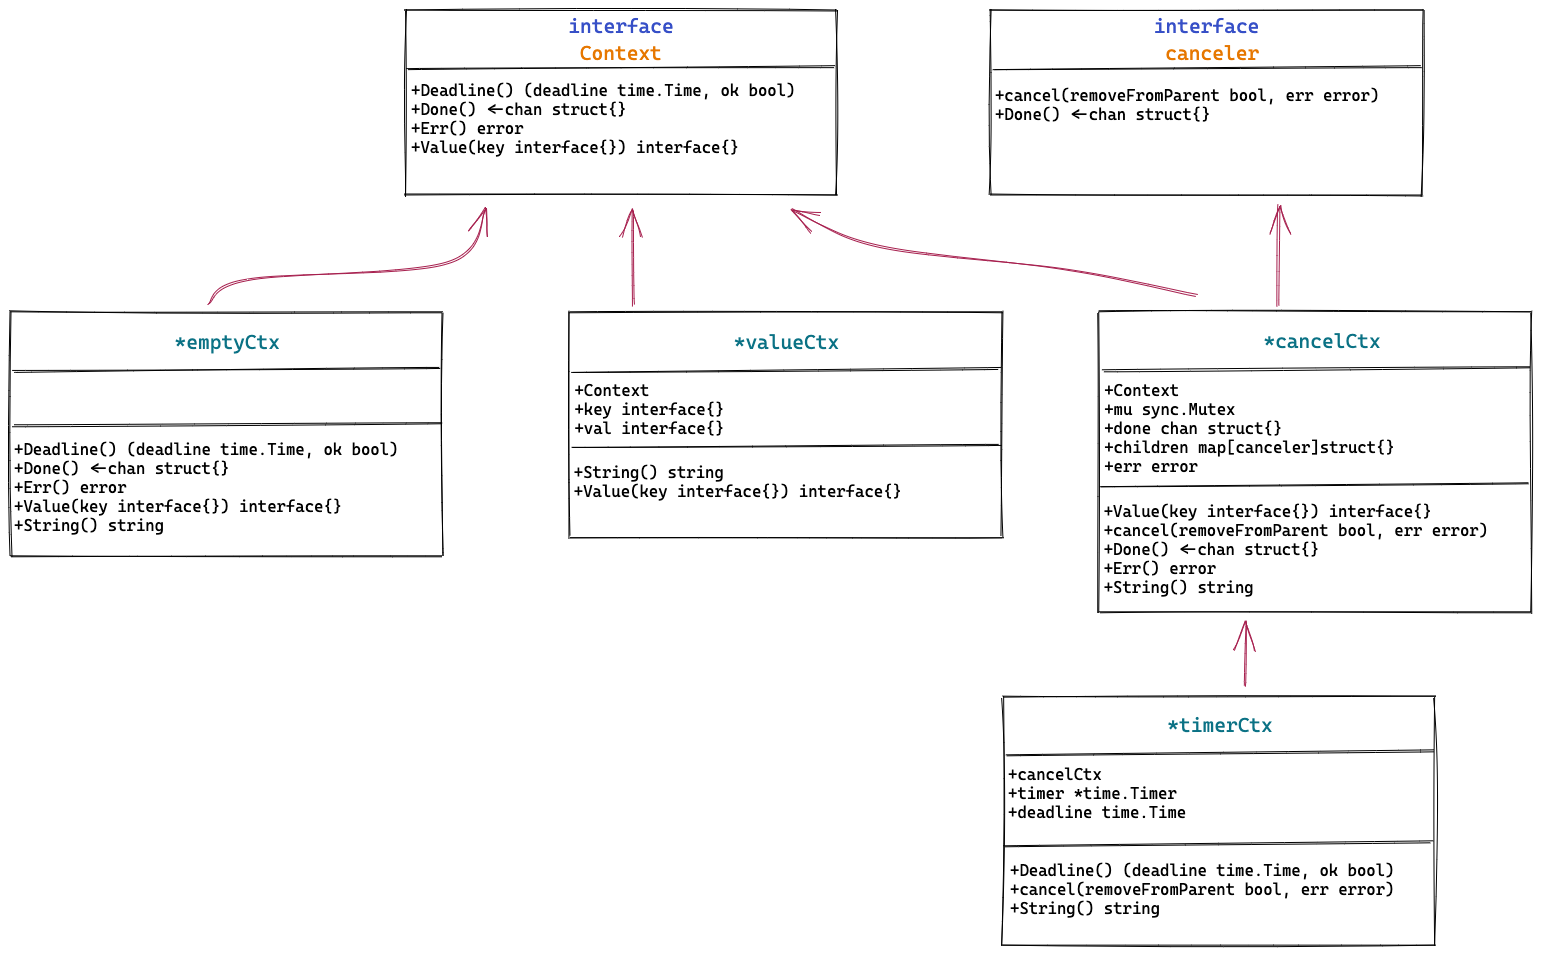 interface
Context
+Deadline() (deadline time.Time, ok bool)
+Done() <-chan struct{}
+Err() error
+Value(key interface{}) interface{}
interface
canceler
+cancel(removeFromParent bool, err error)
+Done() <-chan struct{}
*emptyCtx
+Deadline() (deadline time.Time, ok bool)
+Done() <-chan struct{}
+Err() error
+Value(key interface{}) interface{}
+String() string
*valueCtx
+Context
+key interface{}
+val interface{}
+String() string
+Value(key interface{}) interface{}
*cancelCtx
+Context
+mu sync.Mutex
+done chan struct{}
+children map[canceler]struct{}
+err error
+Value(key interface{}) interface{}
+cancel(removeFromParent bool, err error)
+Done() <-chan struct{}
+Err() error
+String() string
*timerCtx
+cancelCtx
+timer *time.Timer
+deadline time.Time
+Deadline() (deadline time.Time, ok bool)
+cancel(removeFromParent bool, err error)
+String() string